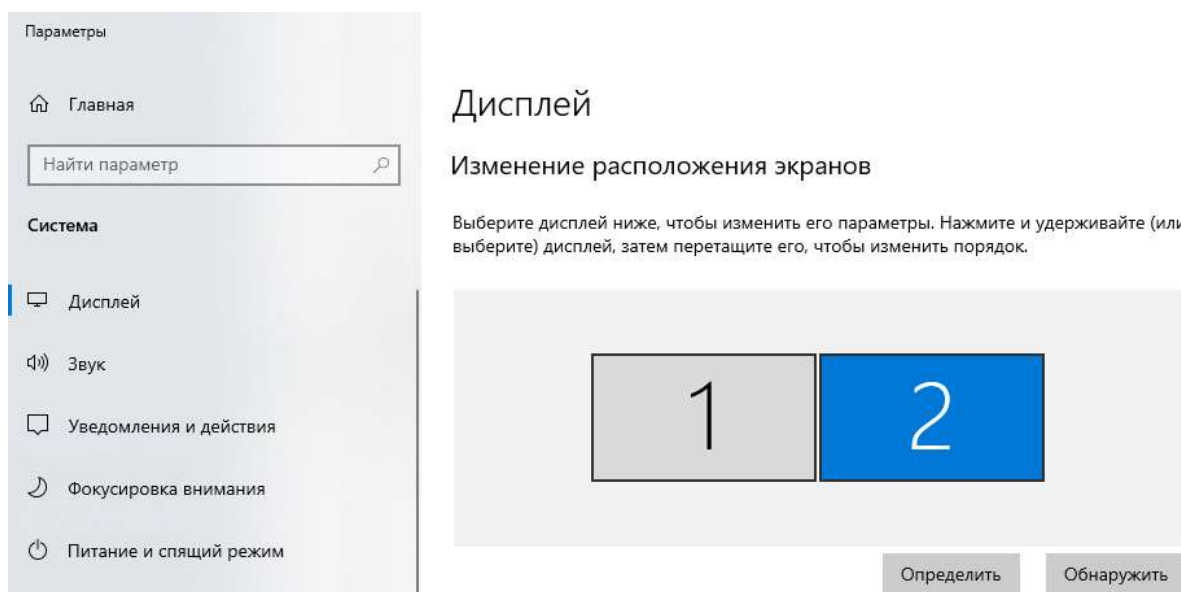 Параметры
Главная
Найти параметр
Система
Дисплей
Звук
Уведомления и действия
Фокусировка внимания
Питание и спящий режим
Дисплей
Изменение расположения экранов
Выберите дисплей ниже, чтобы изменить его параметры. Нажмите и удерживайте (или
выберите) дисплей, затем перетащите его, чтобы изменить порядок.
1
2
Определить
Обнаружить